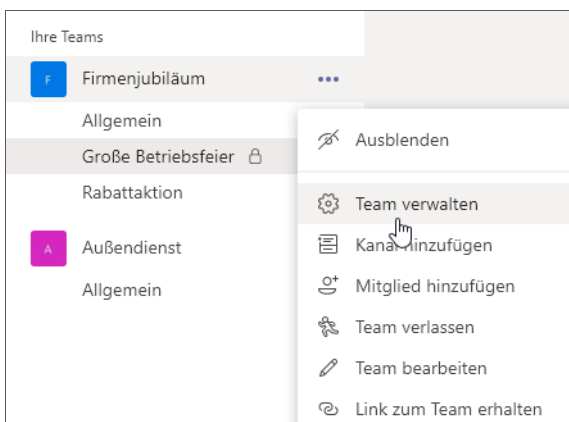 Ihre Teams
F Firmenjubiläum
Allgemein
Große Betriebsfeier
Rabattaktion
A Außendienst
Allgemein
Ausblenden
Team verwalten
Kanal hinzufügen
Mitglied hinzufügen
Team verlassen
Team bearbeiten
Link zum Team erhalten